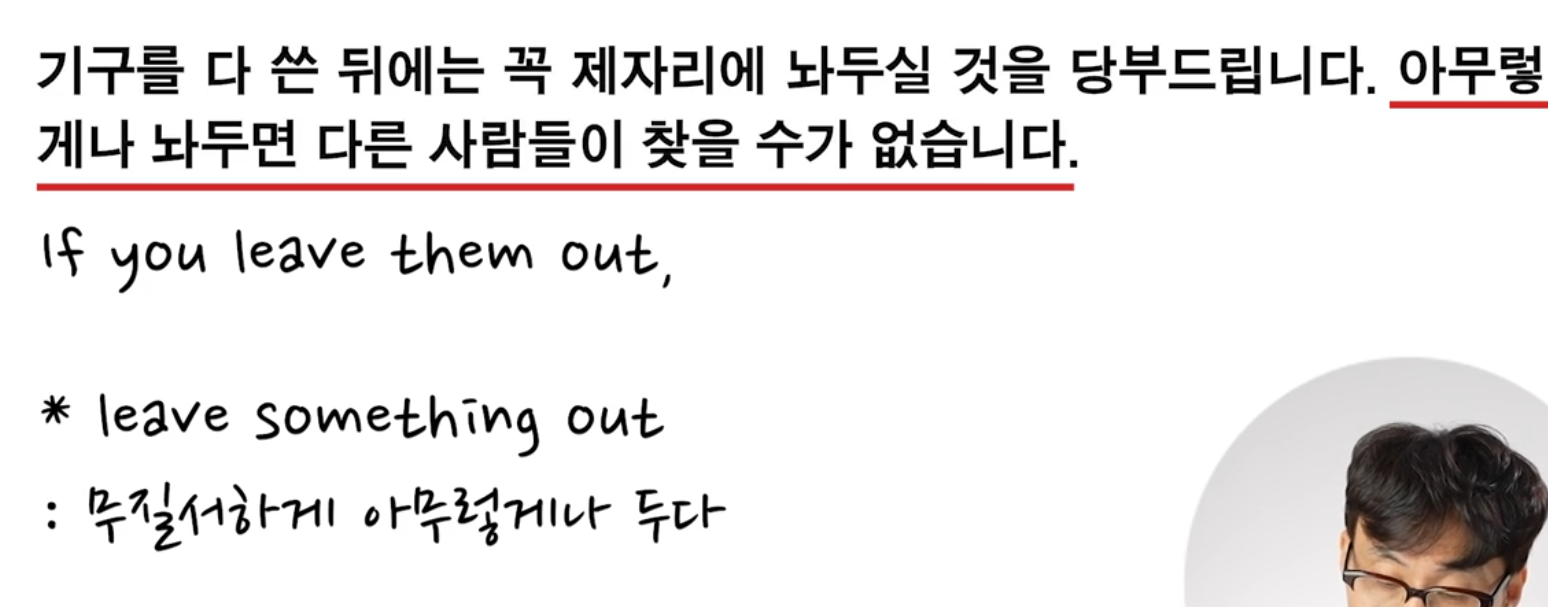 기구를 다 쓴 뒤에는 꼭 제자리에 놔두실 것을 당부드립니다. 아무렇
게나 놔두면 다른 사람들이 찾을 수가 없습니다.
If you leave them out,
* leave something out
: 무질서하게 아무렇게나 두다